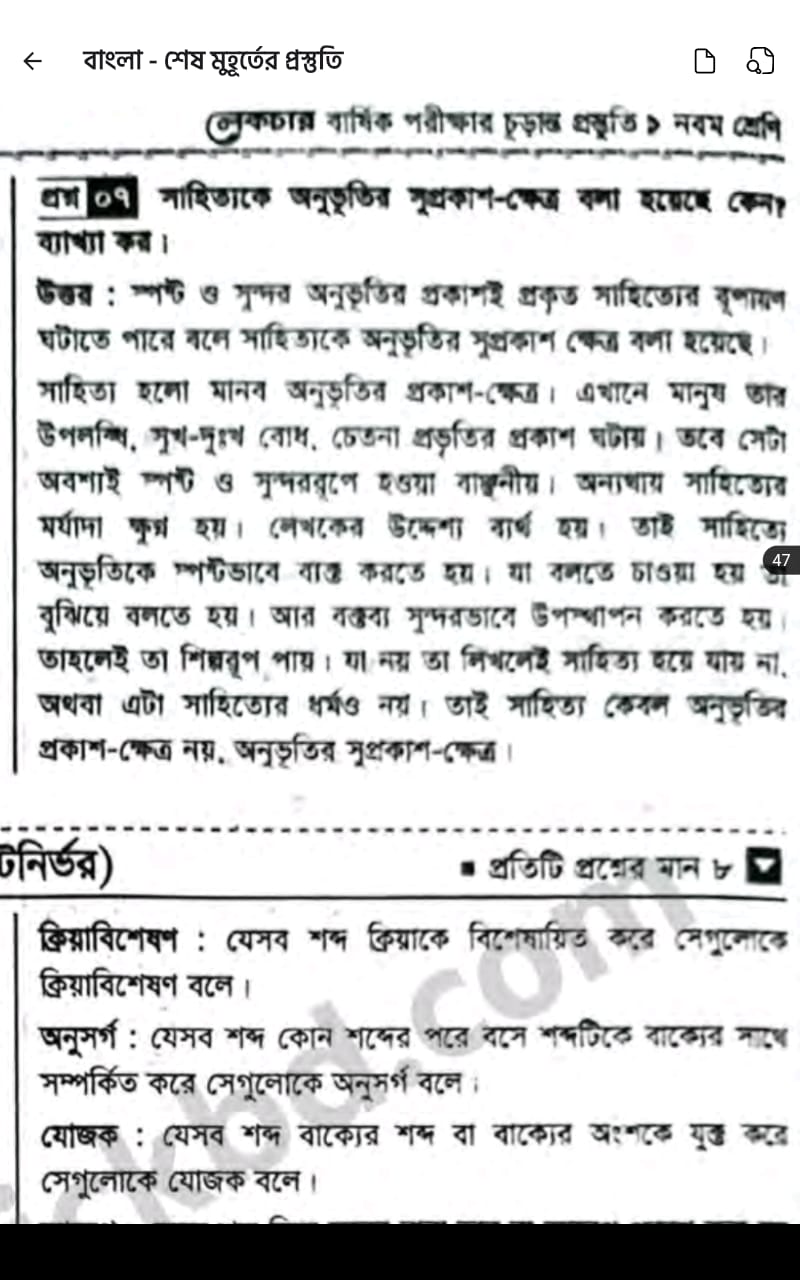 বাংলা - শেষ মুহূর্তের প্রস্তুতি
লেকচার বার্ষিক পরীক্ষার চূড়ান্ত প্রস্তুতি > নবম শ্রেণি
প্রশ্ন ০৭ সাহিত্যকে অনুভূতির সুপ্রকাশ-ক্ষেত্র বলা হয়েছে কেন?
ব্যাখ্যা কর।
উত্তর : স্পষ্ট ও সুন্দর অনুভূতির প্রকাশই প্রকৃত সাহিত্যের রূপায়ণ
ঘটাতে পারে বলে সাহিত্যকে অনুভূতির সুপ্রকাশ ক্ষেত্র বলা হয়েছে।
সাহিত্য হলো মানব অনুভূতির প্রকাশ-ক্ষেত্র। এখানে মানুষ তার
উপলব্ধি, সুখ-দুঃখ বোধ, চেতনা প্রভৃতির প্রকাশ ঘটায়। তবে সেটা
অবশ্যই স্পষ্ট ও সুন্দররূপে হওয়া বাঞ্ছনীয়। অন্যথায় সাহিত্যের
মর্যাদা ক্ষুণ্ন হয়। লেখকের উদ্দেশ্য ব্যর্থ হয়। তাই সাহিত্যে
অনুভূতিকে স্পষ্টভাবে ব্যক্ত করতে হয়। যা বলতে চাওয়া হয় তা
47
বুঝিয়ে বলতে হয়। আর বক্তব্য সুন্দরভাবে উপস্থাপন করতে হয়।
তাহলেই তা শিল্পরূপ পায়। যা নয় তা লিখলেই সাহিত্য হয়ে যায় না,
অথবা এটা সাহিত্যের ধর্মও নয়। তাই সাহিত্য কেবল অনুভূতির
প্রকাশ-ক্ষেত্র নয়, অনুভূতির সুপ্রকাশ-ক্ষেত্র।
টনির্ভর)
■ প্রতিটি প্রশ্নের মান ৮
ক্রিয়াবিশেষণ : যেসব শব্দ ক্রিয়াকে বিশেষায়িত করে সেগুলোকে
ক্রিয়াবিশেষণ বলে।
অনুসর্গ : যেসব শব্দ কোন শব্দের পরে বসে শব্দটিকে বাক্যের সাথে
সম্পর্কিত করে সেগুলোকে অনুসর্গ বলে।
যোজক : যেসব শব্দ বাক্যের শব্দ বা বাক্যের অংশকে যুক্ত করে
সেগুলোকে যোজক বলে।
ckbd.com